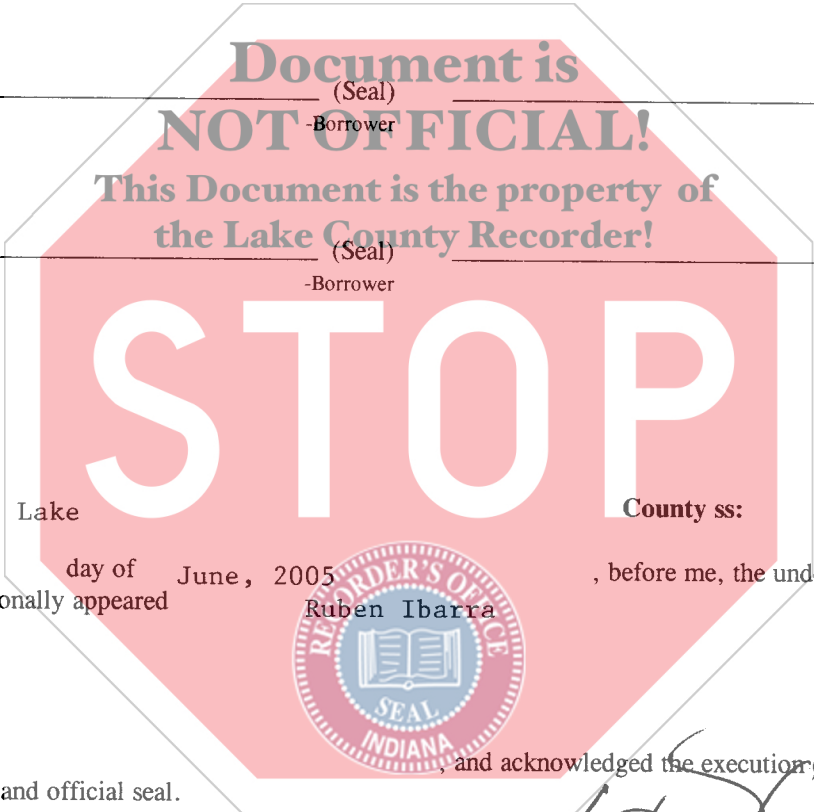 Document is
(Seal)
-Borrower
NOT OFFICIAL!
This Document is the property of
the Lake County Recorder!
(Seal)
-Borrower
STOP
Lake County ss:
day of June, 2005 , before me, the
appeared Ruben Ibarra
RECORDER'S OFFICE
SEAL
INDIANA
, and acknowledged the execution
and official seal.